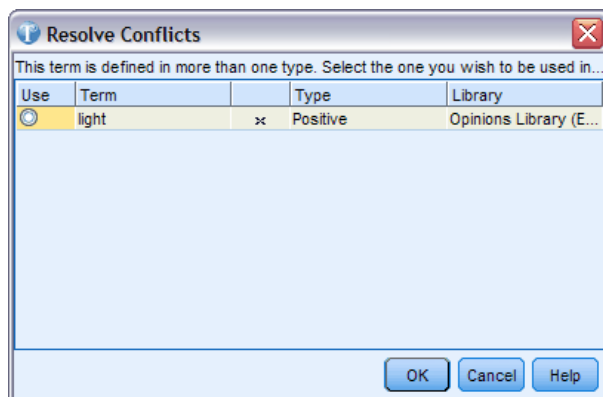 Resolve Conflicts
This term is defined in more than one type. Select the one you wish to be used in...
Use Term Type Library
light Positive Opinions Library (E...
OK Cancel Help